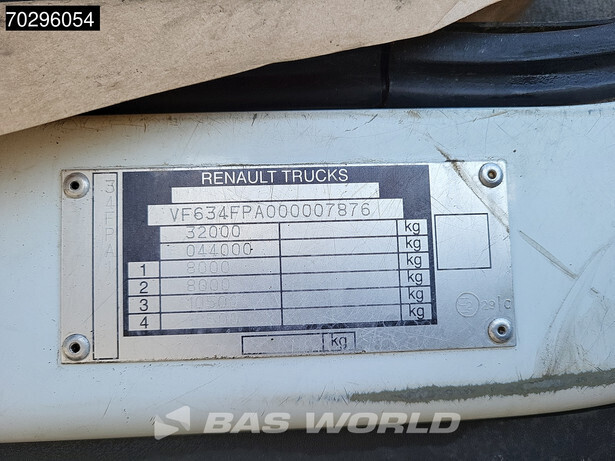 70296054
RENAULT TRUCKS
VF634FPA000007876
32000 kg
044000 kg
1 8000 kg
2 8000 kg
3 kg
4 kg
kg
34FPA
BAS WORLD